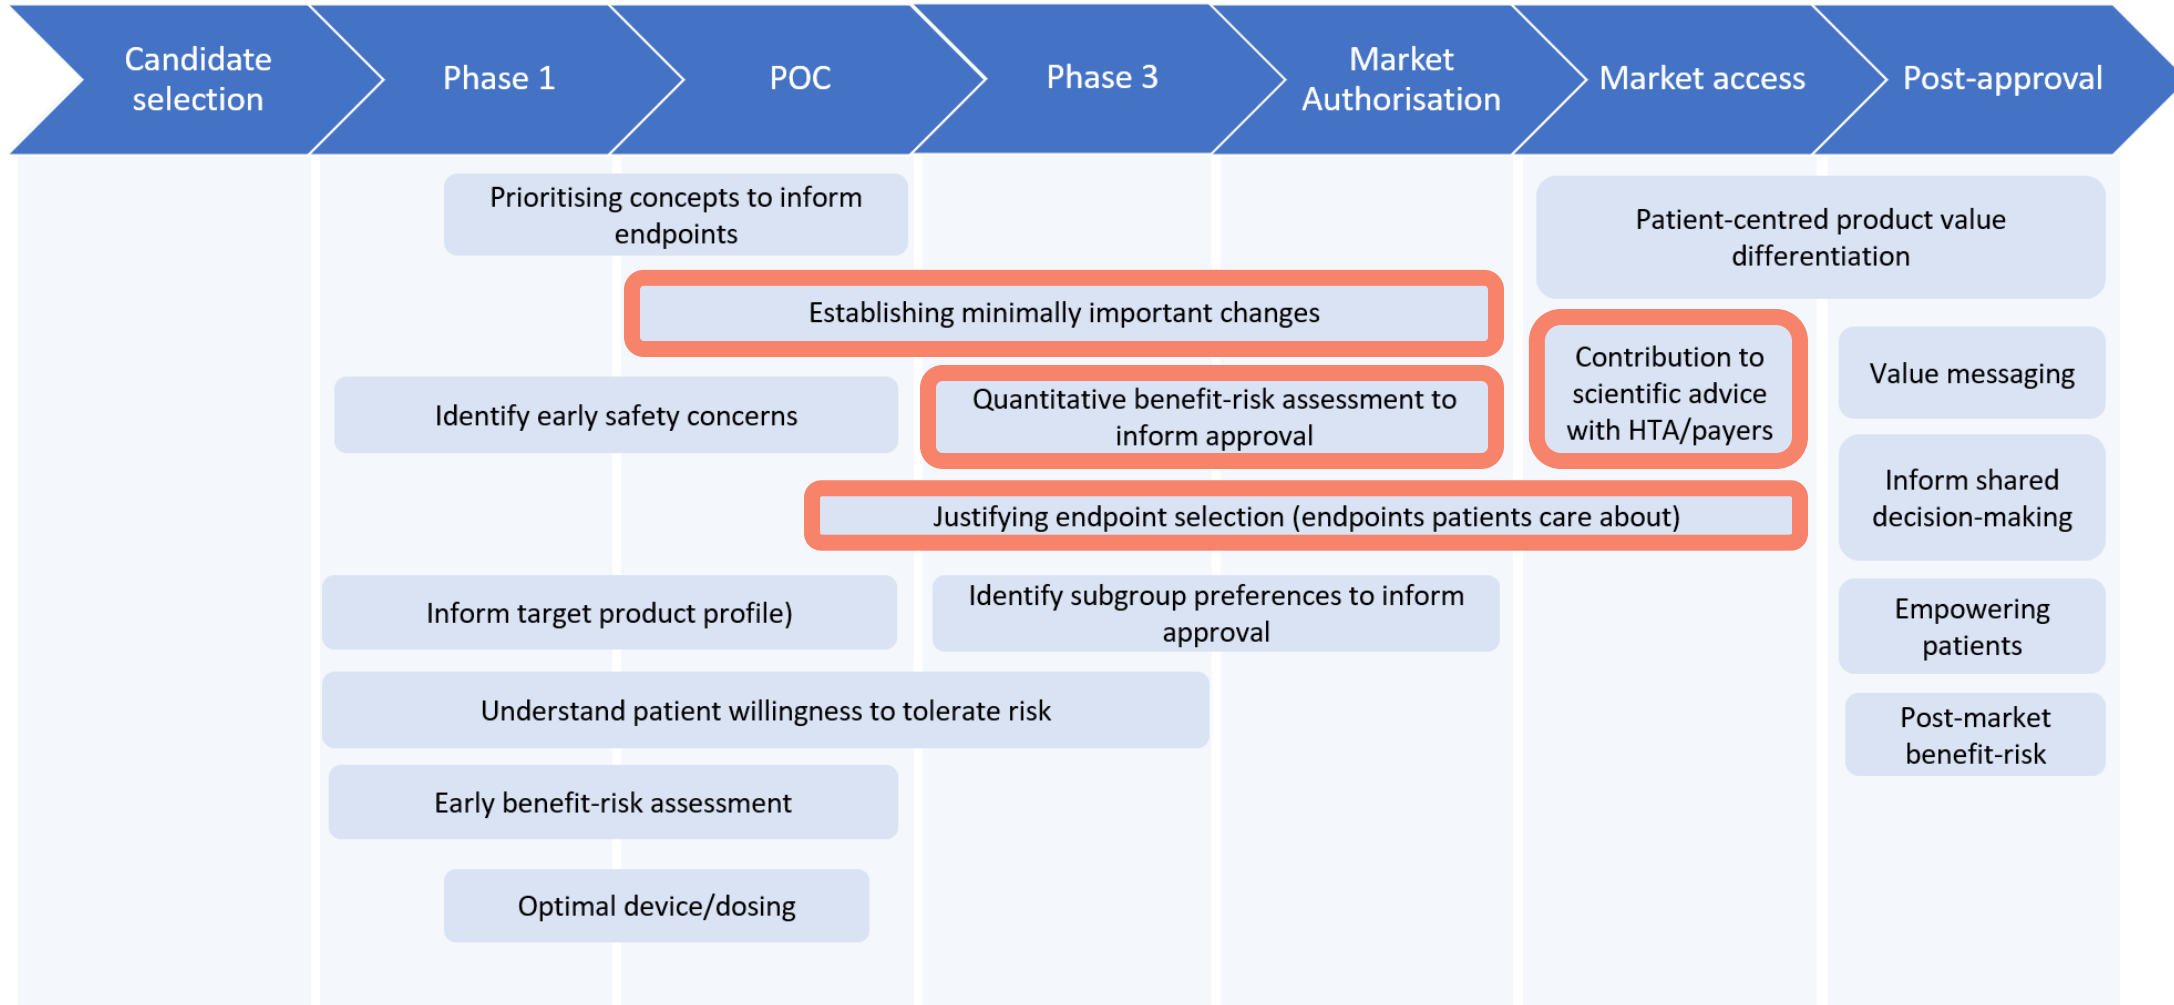 Candidate
selection
Phase 1
POC
Phase 3
Market
Authorisation
Market access
Post-approval
Prioritising concepts to inform
endpoints
Patient-centred product value
differentiation
Establishing minimally important changes
Contribution to
scientific advice
with HTA/payers
Value messaging
Identify early safety concerns
Quantitative benefit-risk assessment to
inform approval
Inform shared
decision-making
Justifying endpoint selection (endpoints patients care about)
Inform target product profile)
Identify subgroup preferences to inform
approval
Empowering
patients
Understand patient willingness to tolerate risk
Post-market
benefit-risk
Early benefit-risk assessment
Optimal device/dosing